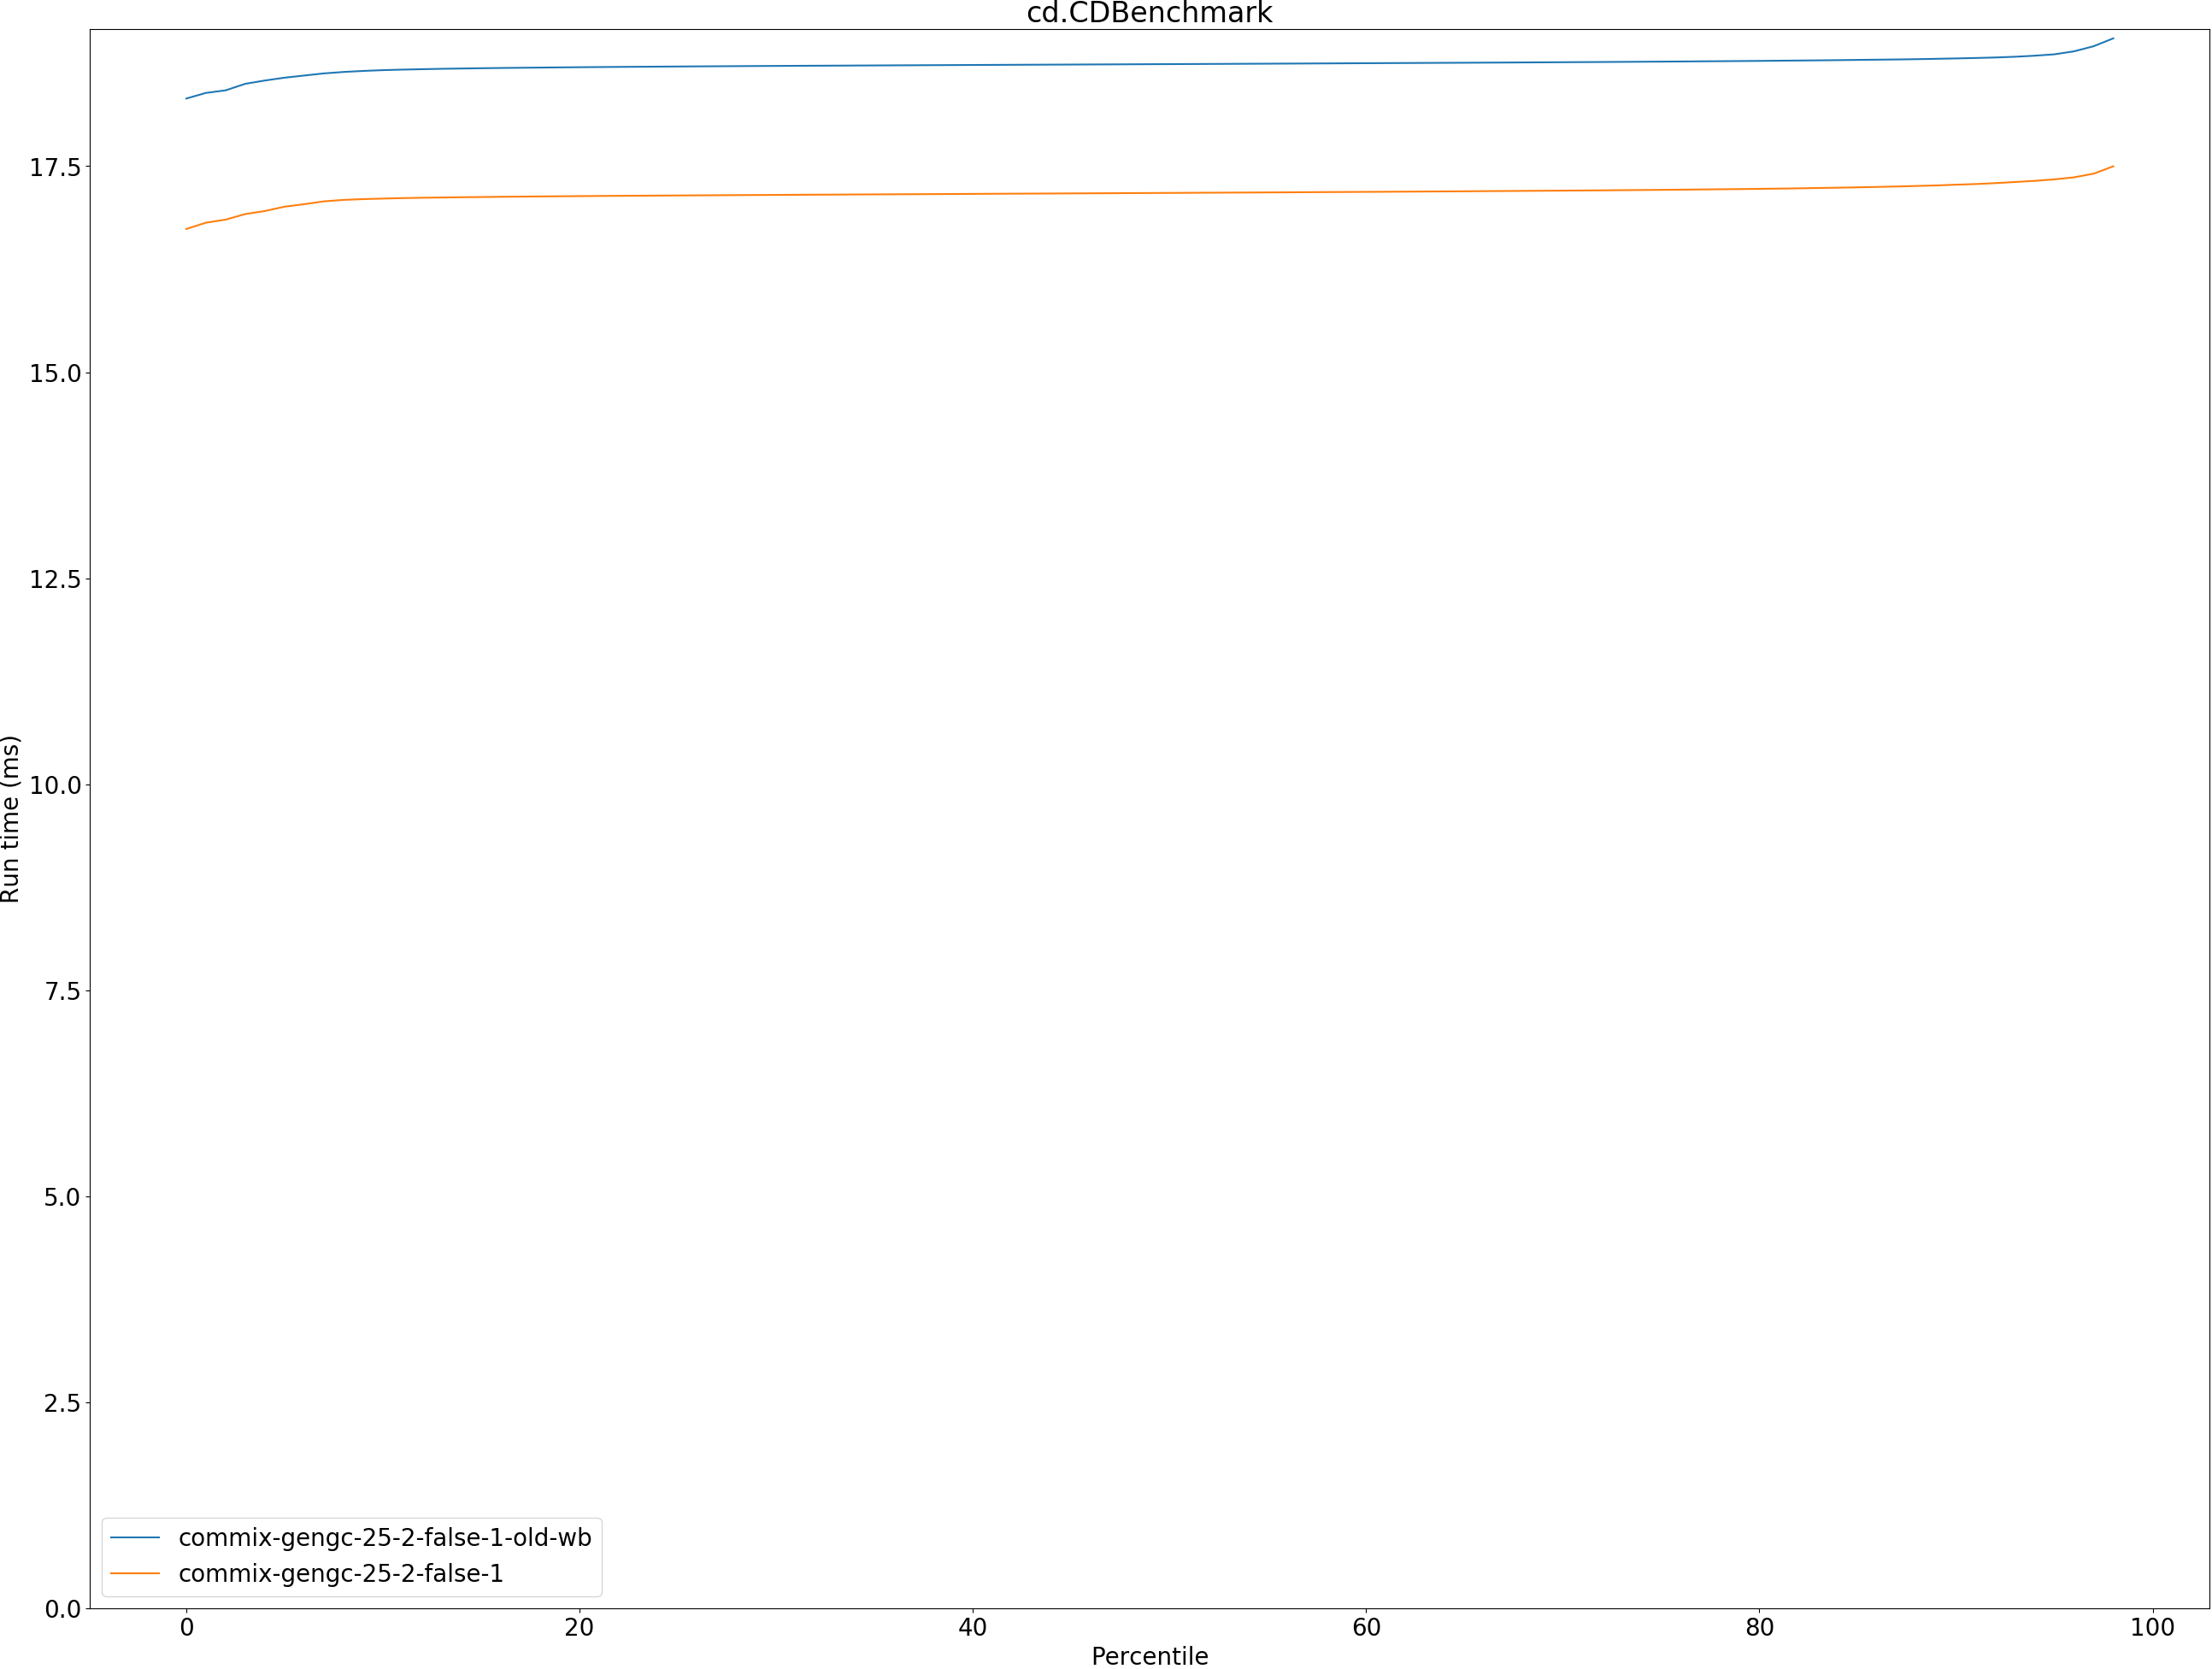 cd.CDBenchmark
Run time (ms)
17.5
15.0
12.5
10.0
7.5
5.0
2.5
0.0
0 20 40 60 80 100
Percentile
commix-gengc-25-2-false-1-old-wb
commix-gengc-25-2-false-1